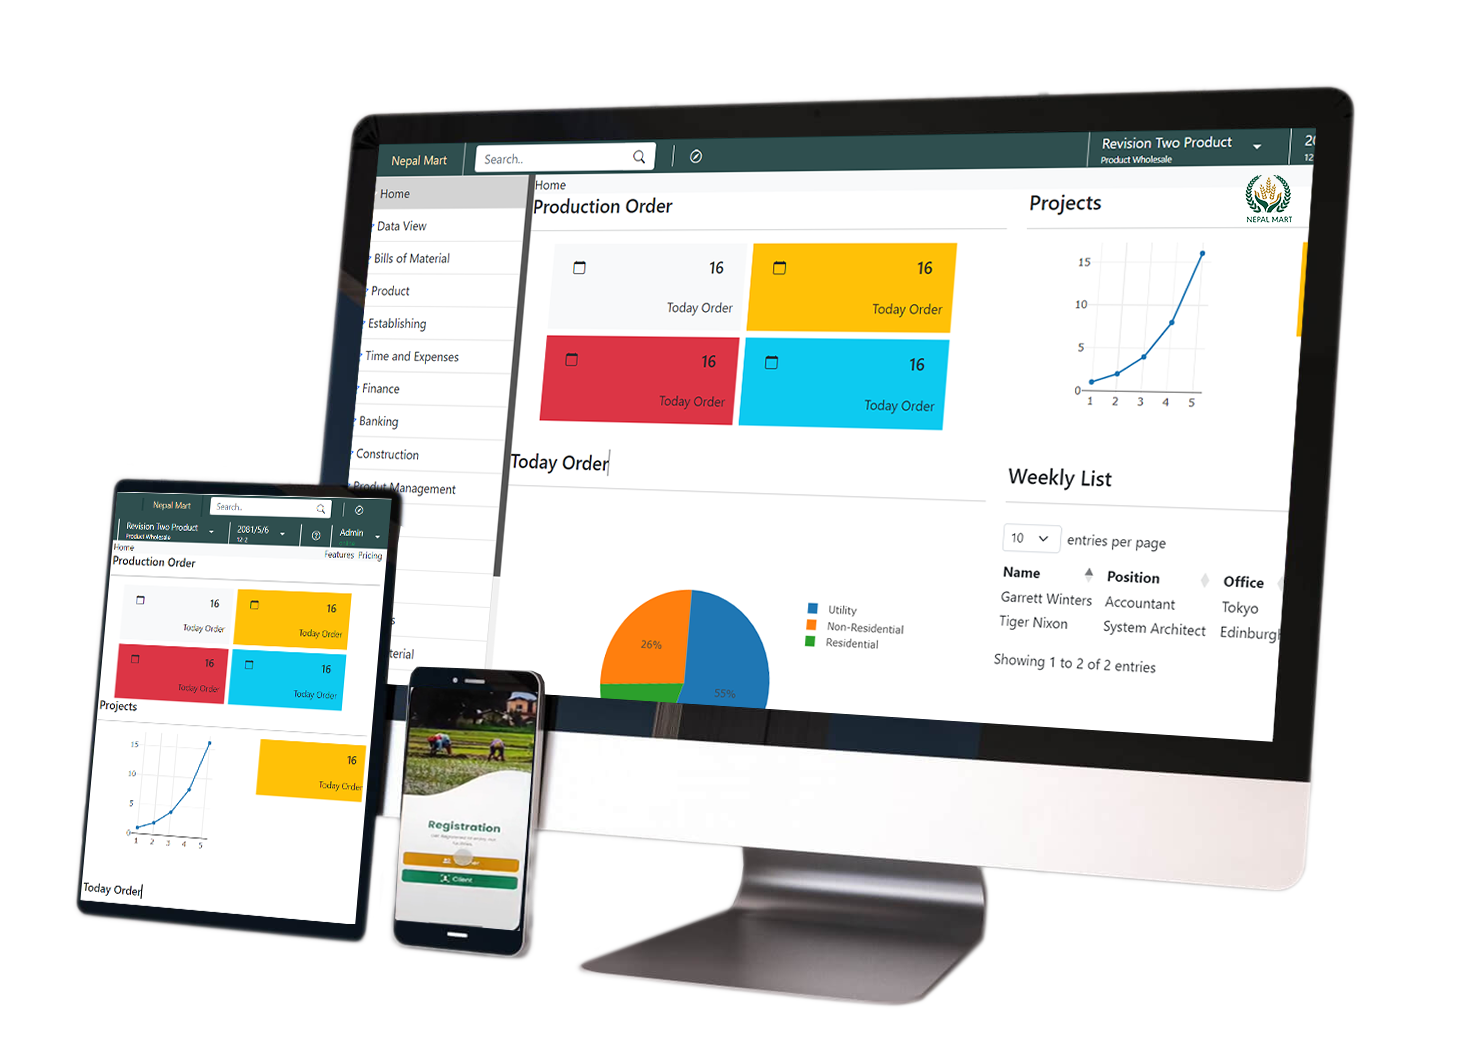 Nepal Mart
Search..
Revision Two Product
Product Wholesale
12
Home
Data View
Bills of Material
Product
Establishing
Time and Expenses
Finance
Banking
Construction
Produt Management
Home
Production Order
16
Today Order
16
Today Order
16
Today Order
16
Today Order
Projects
NEPAL MART
15
10
5
0
1 2 3 4 5
Today Order
26%
55%
Utility
Non-Residential
Residential
Weekly List
10 entries per page
Name Position Office
Garrett Winters Accountant Tokyo
Tiger Nixon System Architect Edinburgh
Showing 1 to 2 of 2 entries
Nepal Mart
Search..
Revision Two Product
Product Wholesale
2081/5/6
12-2
Admin
Home
Features Pricing
Production Order
16
Today Order
16
Today Order
16
Today Order
16
Today Order
Projects
15
10
5
0
1 2 3 4 5
16
Today Order
Today Order
Registration
Client